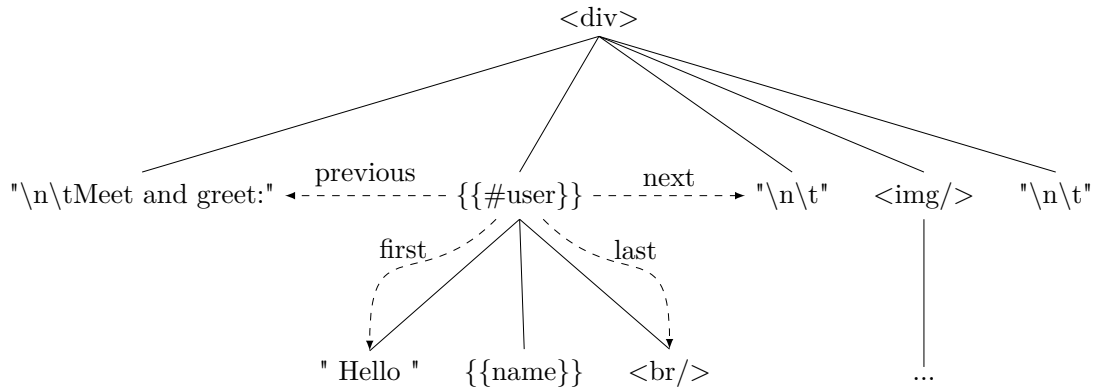 <div>
previous
next
"\n\tMeet and greet:" {{#user}} "\n\t" <img/> "\n\t"
first last
" Hello " {{name}} <br/> ...